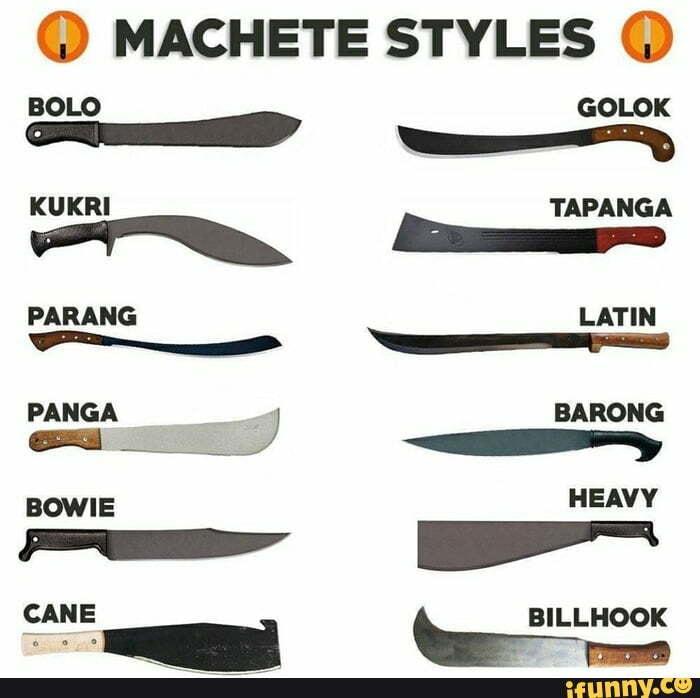 MACHETE STYLES
BOLO
GOLOK
KUKRI
TAPANGA
PARANG
LATIN
PANGA
BARONG
BOWIE
HEAVY
CANE
BILLHOOK
ifunny.co